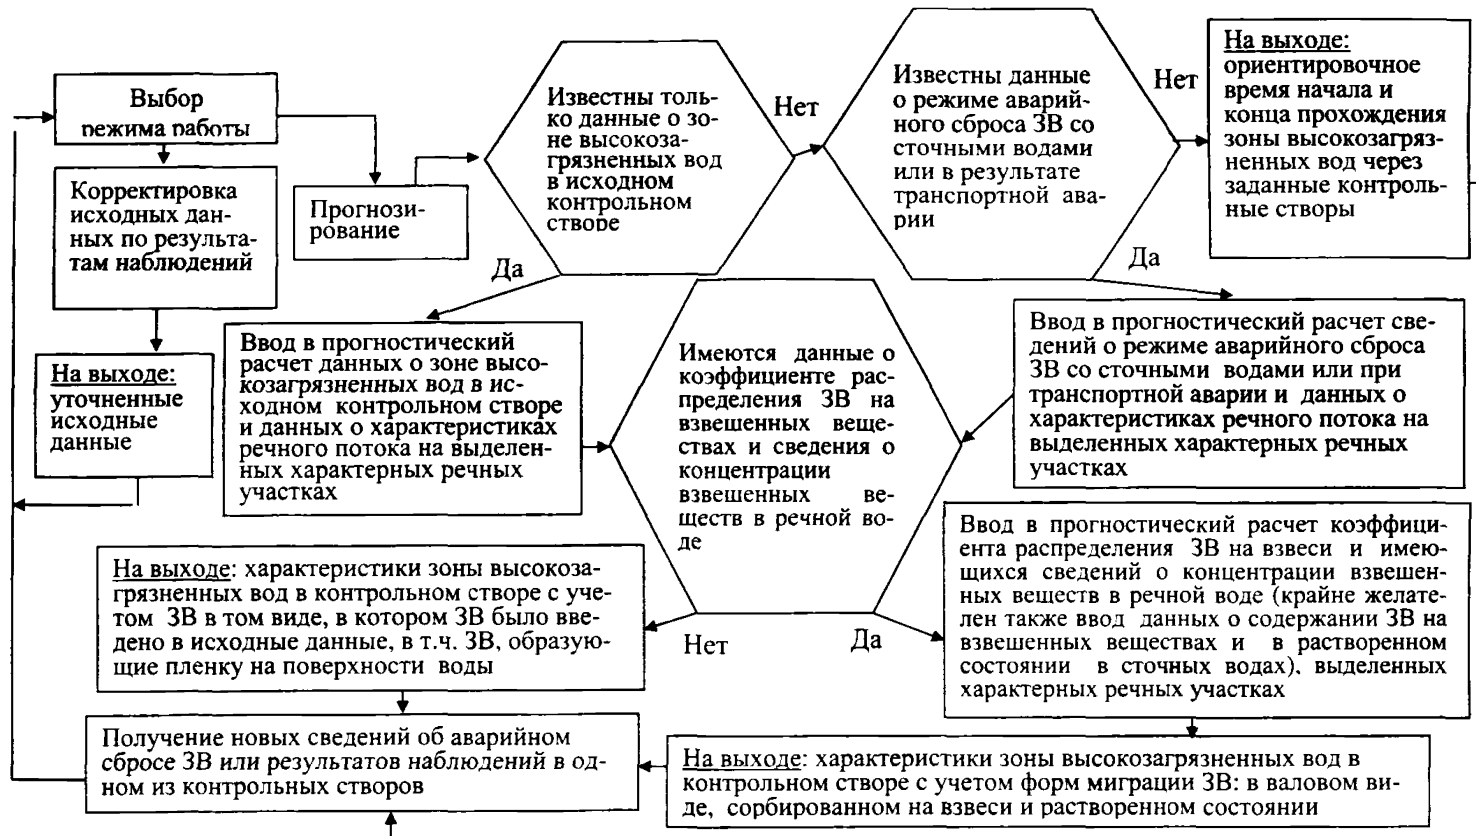 Выбор
режима работы
Корректировка
исходных дан-
ных по результа-
там наблюдений
На выходе:
уточненные
исходные
данные
Прогнози-
рование
Известны толь-
ко данные о зо-
не высокоза-
грязненных вод
в исходном
контрольном
створе
Нет
Да
Известны данные
о режиме аварий-
ного сброса ЗВ со
сточными водами
или в результате
транспортной ава-
рии
Нет
Да
На выходе:
ориентировочное
время начала и
конца прохождения
зоны высокозагряз-
ненных вод через
заданные контроль-
ные створы
Ввод в прогностический
расчет данных о зоне высо-
козагрязненных вод в ис-
ходном контрольном створе
и данных о характеристиках
речного потока на выделен-
ных характерных речных
участках
Имеются данные о
коэффициенте рас-
пределения ЗВ на
взвешенных веще-
ствах и сведения о
концентрации
взвешенных ве-
ществ в речной во-
де
Ввод в прогностический расчет све-
дений о режиме аварийного сброса
ЗВ со сточными водами или при
транспортной аварии и данных о
характеристиках речного потока на
выделенных характерных речных
участках
Нет
Да
На выходе: характеристики зоны высокоза-
грязненных вод в контрольном створе с уче-
том ЗВ в том виде, в котором ЗВ было вве-
дено в исходные данные, в т.ч. ЗВ, образую-
щие пленку на поверхности воды
Ввод в прогностический расчет коэффици-
ента распределения ЗВ на взвеси и имею-
щихся сведений о концентрации взвешен-
ных веществ в речной воде (крайне желате-
лен также ввод данных о содержании ЗВ на
взвешенных веществах и в растворенном
состоянии в сточных водах), выделенных
характерных речных участках
Получение новых сведений об аварийном
сбросе ЗВ или результатов наблюдений в од-
ном из контрольных створов
На выходе: характеристики зоны высокозагрязненных вод в
контрольном створе с учетом форм миграции ЗВ: в валовом ви-
де, сорбированном на взвеси и растворенном состоянии